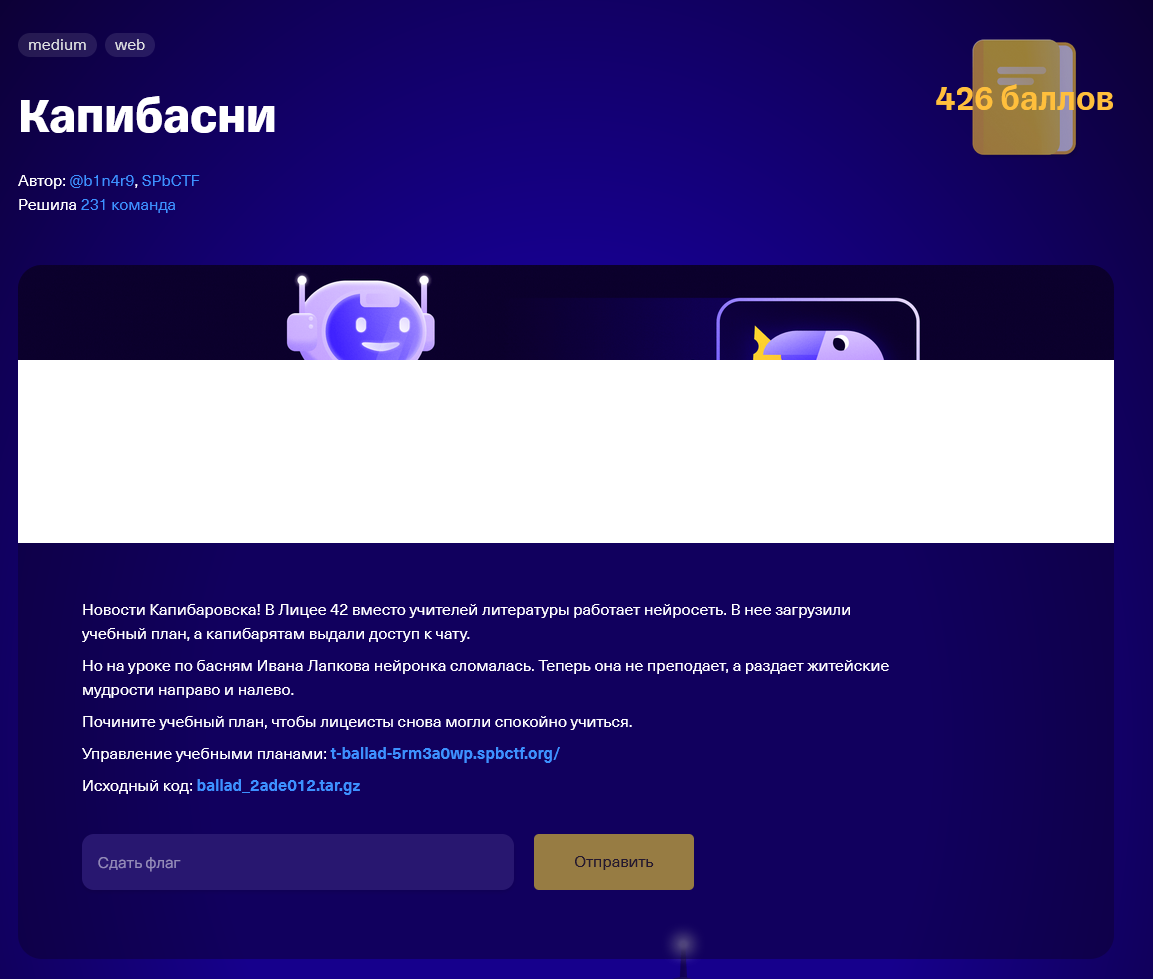 medium web
426 баллов
Капибасни
Автор: @b1n4r9, SPbCTF
Решила 231 команда
Новости Капибаровска! В Лицее 42 вместо учителей литературы работает нейросеть. В нее загрузили
учебный план, а капибарятам выдали доступ к чату.
Но на уроке по басням Ивана Лапкова нейронка сломалась. Теперь она не преподает, а раздает житейские
мудрости направо и налево.
Почините учебный план, чтобы лицеисты снова могли спокойно учиться.
Управление учебными планами: t-ballad-5rm3a0wp.spbctf.org/
Исходный код: ballad_2ade012.tar.gz
Сдать флаг
Отправить